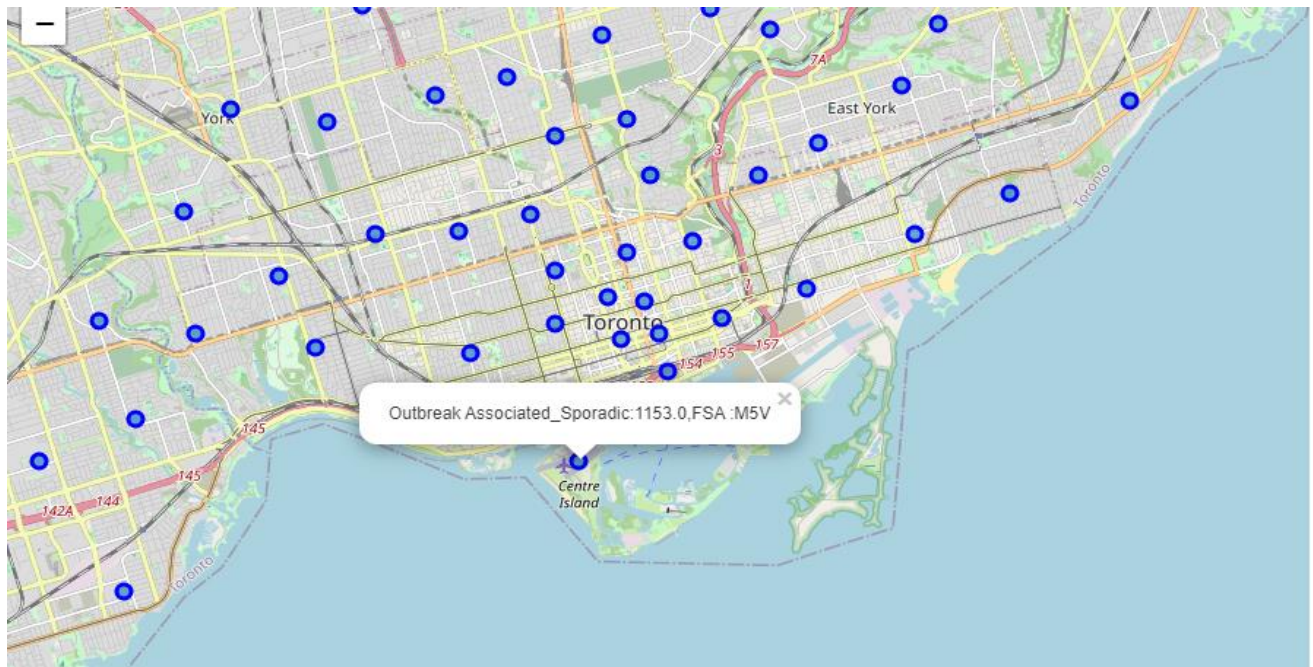 −
7A
York
East York
3
Toronto
1
Toronto
157
155
154
Outbreak Associated_Sporadic:1153.0,FSA :M5V
×
145
145
144
142A
Centre
Island
Toronto